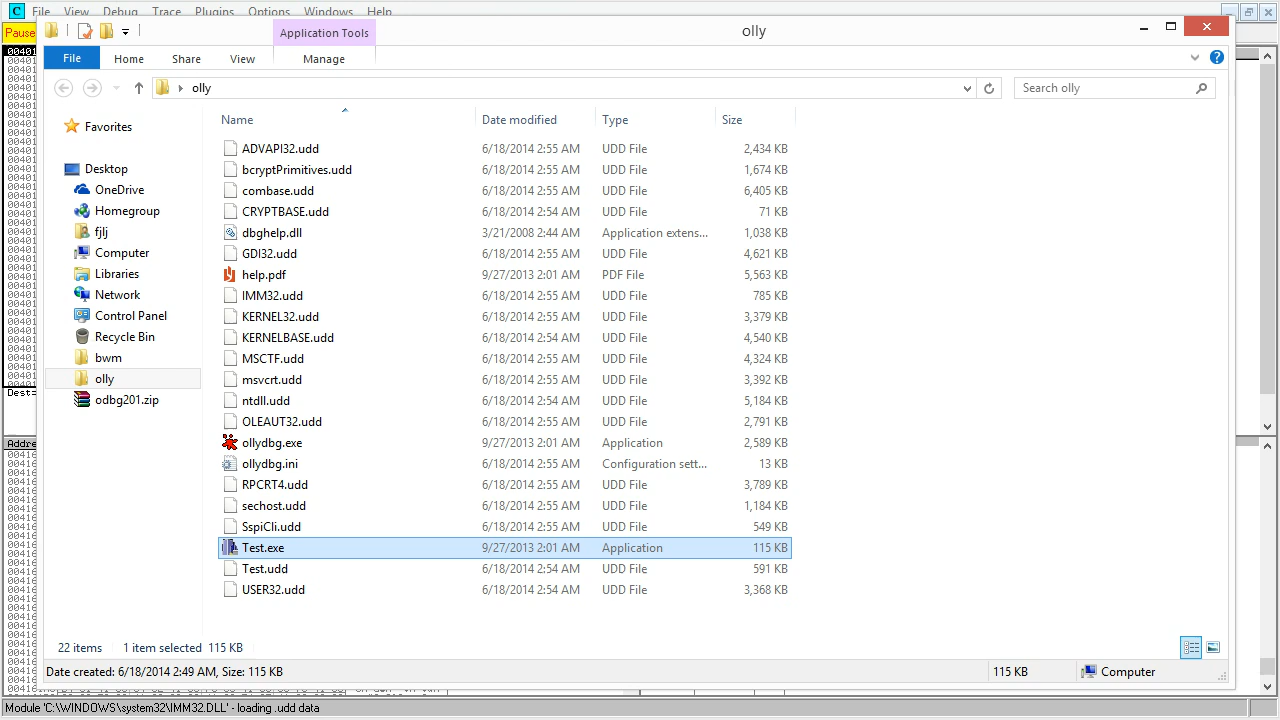 C File View Debug Trace Plugins Options Windows Help
Pause
Application Tools
olly
File Home Share View Manage
olly
Search olly
Name Date modified Type Size
Favorites
Desktop
OneDrive
Homegroup
fjlj
Computer
Libraries
Network
Control Panel
Recycle Bin
bwm
olly
odbg201.zip
ADVAPI32.udd 6/18/2014 2:55 AM UDD File 2,434 KB
bcryptPrimitives.udd 6/18/2014 2:55 AM UDD File 1,674 KB
combase.udd 6/18/2014 2:55 AM UDD File 6,405 KB
CRYPTBASE.udd 6/18/2014 2:54 AM UDD File 71 KB
dbghelp.dll 3/21/2008 2:44 AM Application extens... 1,038 KB
GDI32.udd 6/18/2014 2:55 AM UDD File 4,621 KB
help.pdf 9/27/2013 2:01 AM PDF File 5,563 KB
IMM32.udd 6/18/2014 2:55 AM UDD File 785 KB
KERNEL32.udd 6/18/2014 2:55 AM UDD File 3,379 KB
KERNELBASE.udd 6/18/2014 2:54 AM UDD File 4,540 KB
MSCTF.udd 6/18/2014 2:55 AM UDD File 4,324 KB
msvcrt.udd 6/18/2014 2:55 AM UDD File 3,392 KB
ntdll.udd 6/18/2014 2:54 AM UDD File 5,184 KB
OLEAUT32.udd 6/18/2014 2:55 AM UDD File 2,791 KB
ollydbg.exe 9/27/2013 2:01 AM Application 2,589 KB
ollydbg.ini 6/18/2014 2:55 AM Configuration sett... 13 KB
RPCRT4.udd 6/18/2014 2:55 AM UDD File 3,789 KB
sechost.udd 6/18/2014 2:55 AM UDD File 1,184 KB
SspiCli.udd 6/18/2014 2:55 AM UDD File 549 KB
Test.exe 9/27/2013 2:01 AM Application 115 KB
Test.udd 6/18/2014 2:54 AM UDD File 591 KB
USER32.udd 6/18/2014 2:54 AM UDD File 3,368 KB
22 items 1 item selected 115 KB
Date created: 6/18/2014 2:49 AM, Size: 115 KB 115 KB Computer
Dest=
Addre
Module 'C:\WINDOWS\system32\IMM32.DLL' - loading .udd data